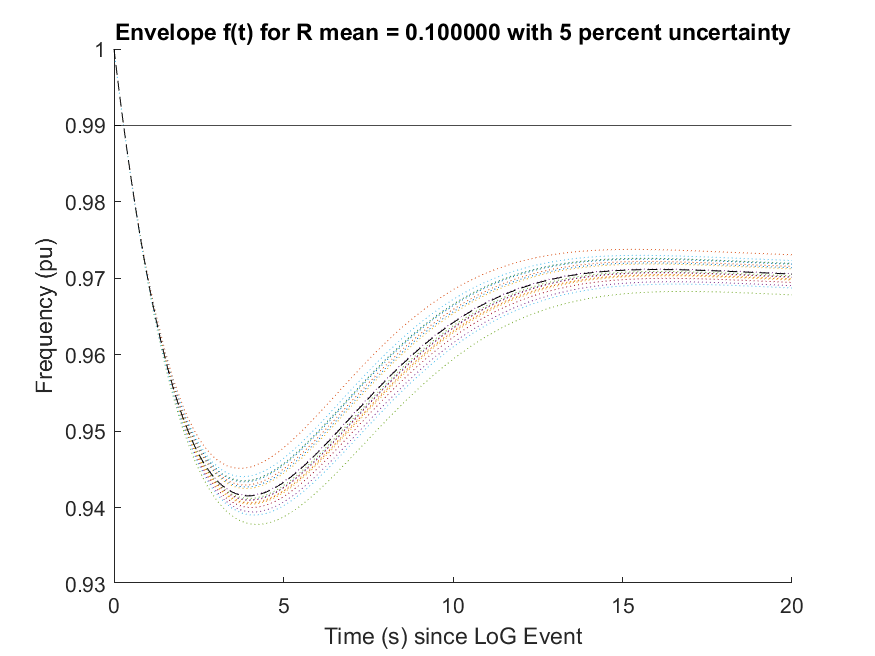 Envelope f(t) for R mean = 0.100000 with 5 percent uncertainty
1
0.99
0.98
0.97
0.96
0.95
0.94
0.93
Frequency (pu)
0 5 10 15 20
Time (s) since LoG Event